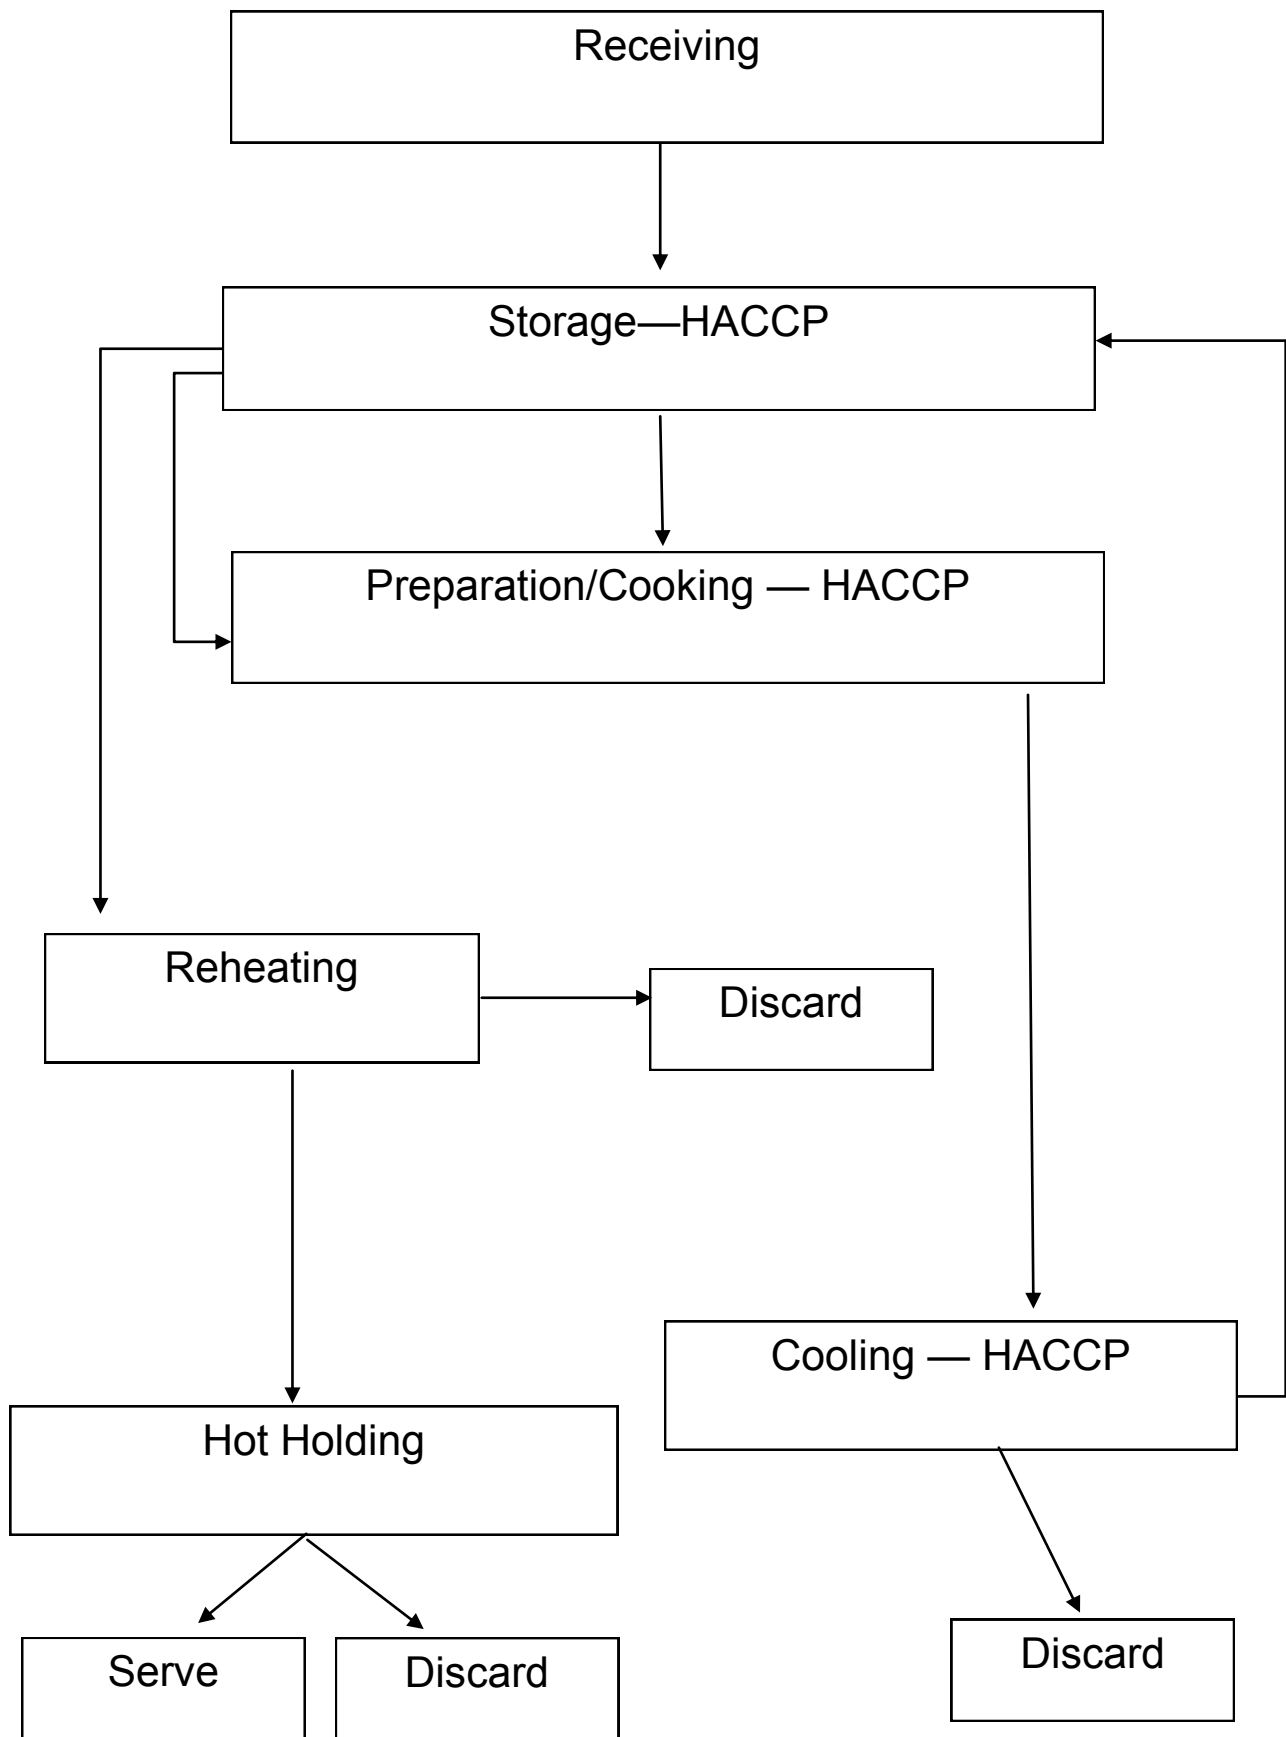 Receiving
Storage—HACCP
Preparation/Cooking — HACCP
Reheating
Discard
Cooling — HACCP
Hot Holding
Serve
Discard
Discard